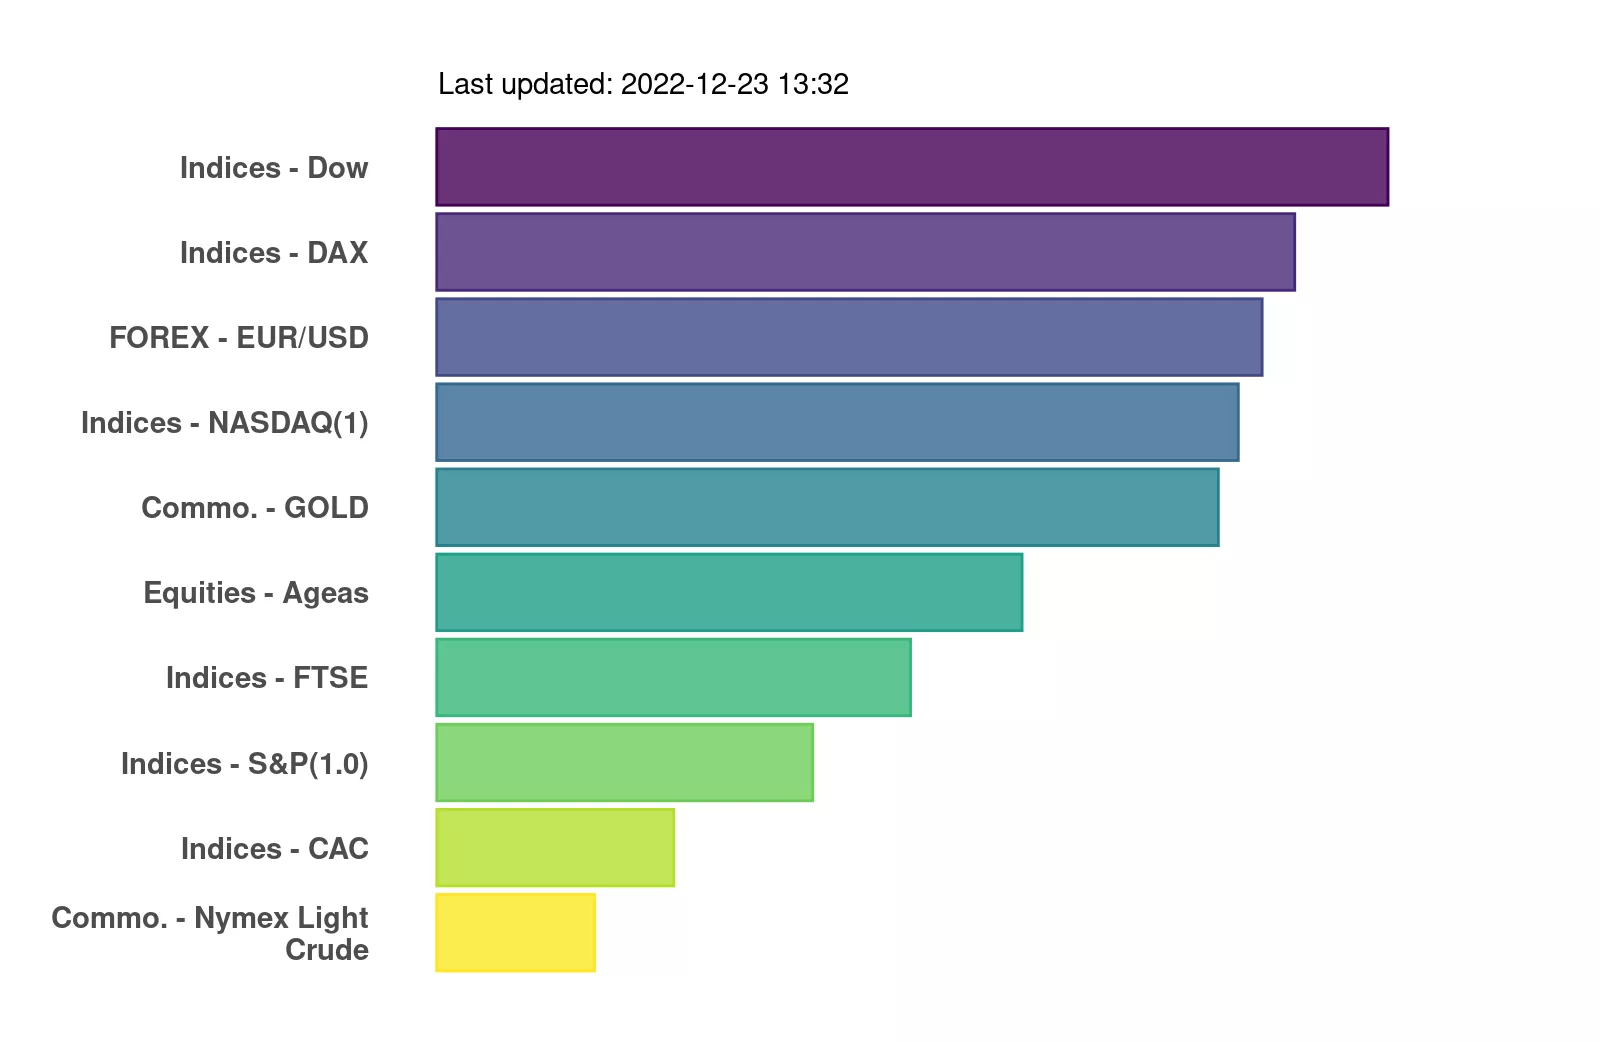 Last updated: 2022-12-23 13:32
Indices - Dow
Indices - DAX
FOREX - EUR/USD
Indices - NASDAQ(1)
Commo. - GOLD
Equities - Ageas
Indices - FTSE
Indices - S&P(1.0)
Indices - CAC
Commo. - Nymex Light
Crude